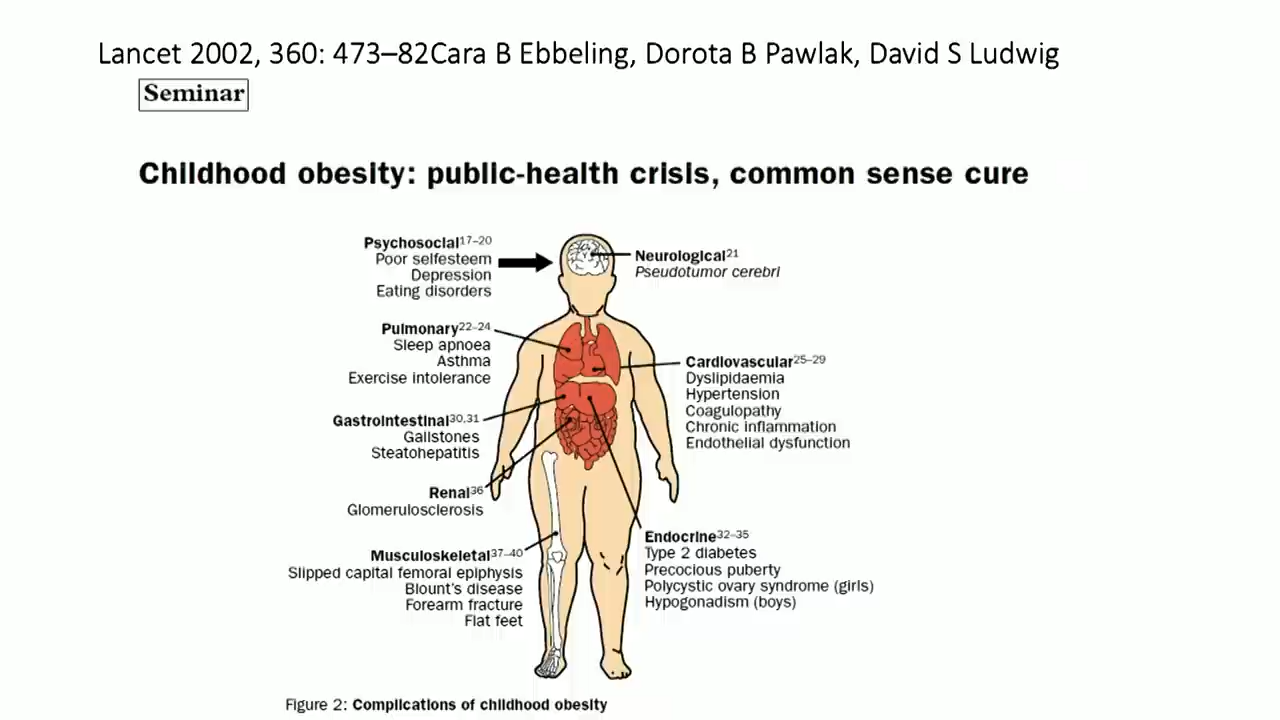 Lancet 2002, 360: 473–82Cara B Ebbeling, Dorota B Pawlak, David S Ludwig
Seminar
Childhood obesity: public-health crisis, common sense cure
Psychosocial17–20
Poor selfesteem
Depression
Eating disorders
Neurological21
Pseudotumor cerebri
Pulmonary22–24
Sleep apnoea
Asthma
Exercise intolerance
Cardiovascular25–29
Dyslipidaemia
Hypertension
Coagulopathy
Chronic inflammation
Endothelial dysfunction
Gastrointestinal30,31
Gallstones
Steatohepatitis
Renal36
Glomerulosclerosis
Musculoskeletal37–40
Slipped capital femoral epiphysis
Blount's disease
Forearm fracture
Flat feet
Endocrine32–35
Type 2 diabetes
Precocious puberty
Polycystic ovary syndrome (girls)
Hypogonadism (boys)
Figure 2: Complications of childhood obesity